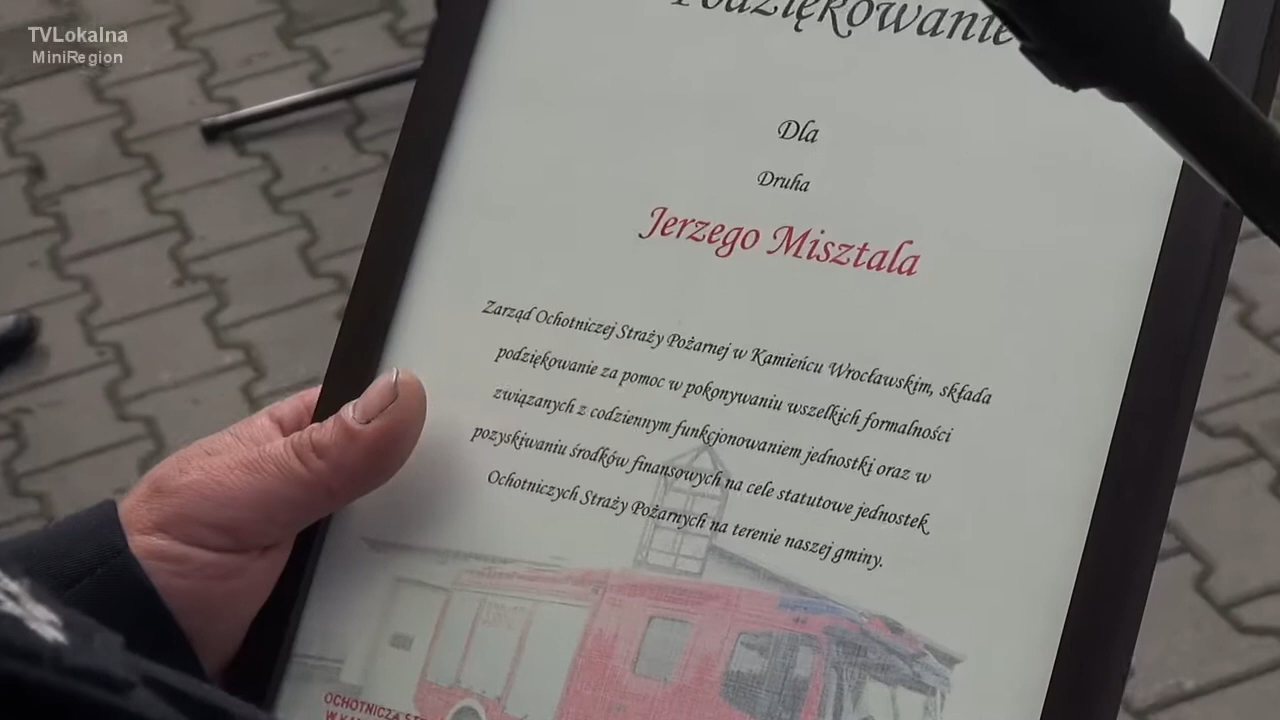 TVLokalna
MiniRegion
Podziękowanie
Dla
Druha
Jerzego Misztala
Zarząd Ochotniczej Straży Pożarnej w Kamieńcu Wrocławskim, składa
podziękowanie za pomoc w pokonywaniu wszelkich formalności
związanych z codziennym funkcjonowaniem jednostki oraz w
pozyskiwaniu środków finansowych na cele statutowe jednostek
Ochotniczych Straży Pożarnych na terenie naszej gminy.
OCHOTNICZA